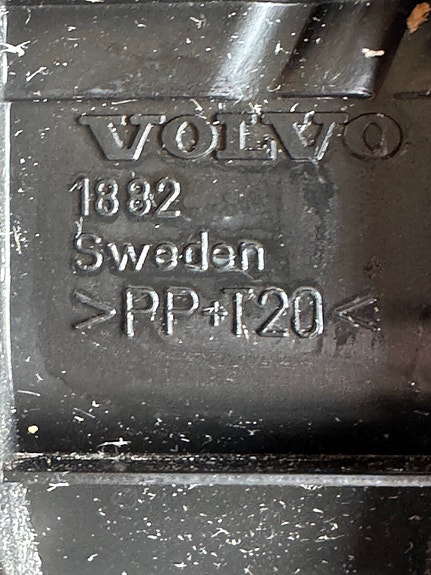 VOLVO
1882
Sweden
>PP+T20<